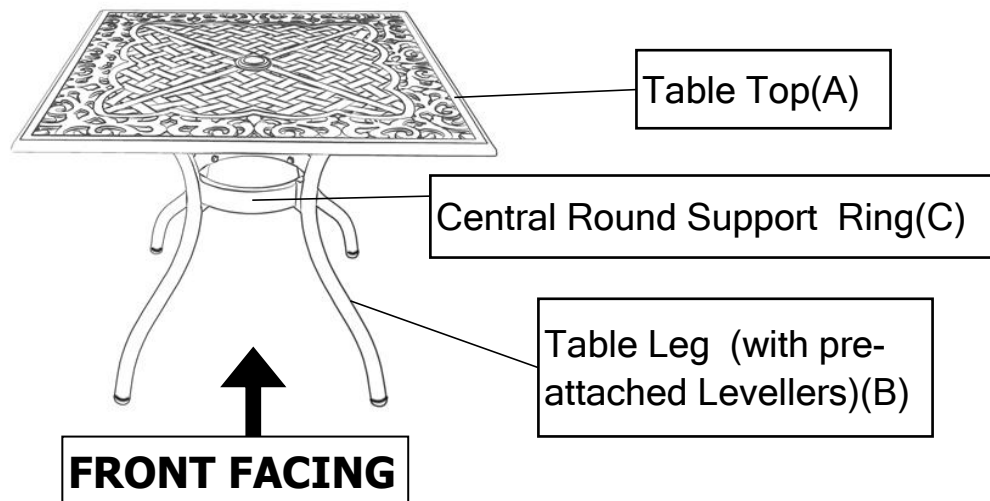 Table Top(A)
Central Round Support Ring(C)
Table Leg (with pre-
attached Levellers)(B)
FRONT FACING